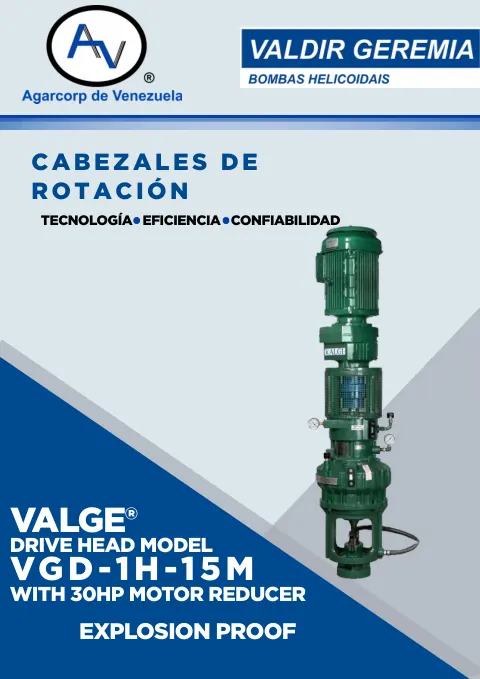 AV
®
Agarcorp de Venezuela
VALDIR GEREMIA
BOMBAS HELICOIDAIS
CABEZALES DE
ROTACIÓN
TECNOLOGÍA•EFICIENCIA•CONFIABILIDAD
VALGE
VALGE®
DRIVE HEAD MODEL
VGD-1H-15M
WITH 30HP MOTOR REDUCER
EXPLOSION PROOF